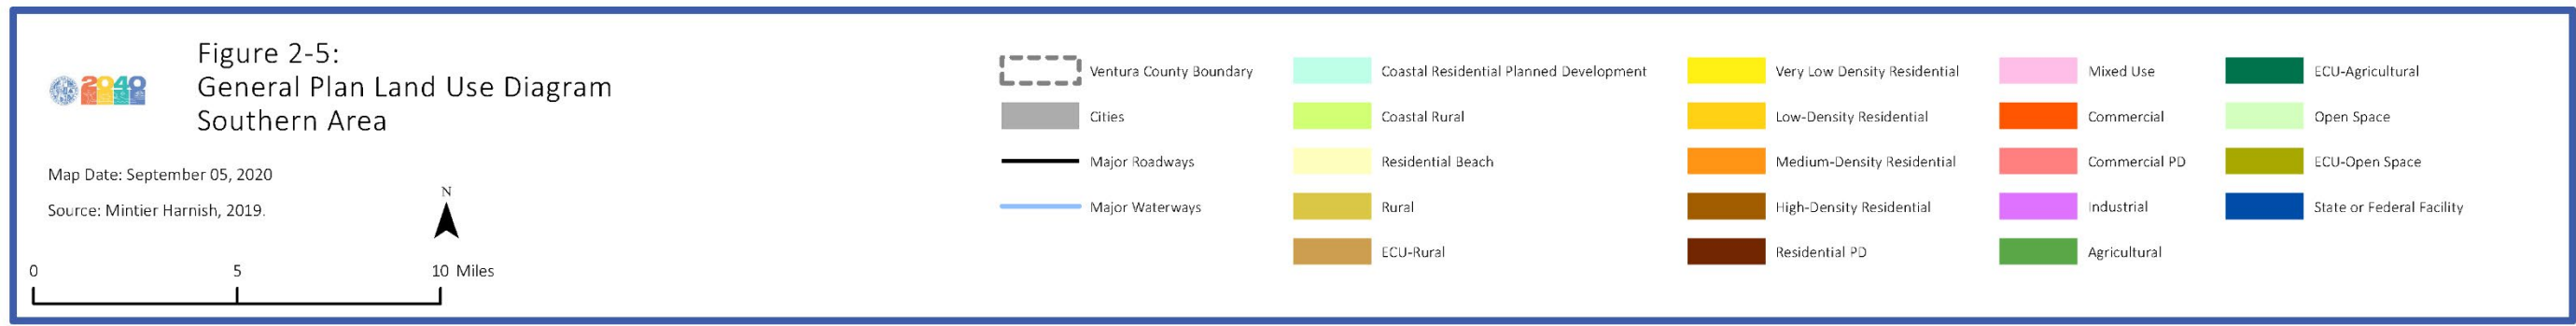 2040
Figure 2-5:
General Plan Land Use Diagram
Southern Area
Map Date: September 05, 2020
Source: Mintier Harnish, 2019.
N
0 5 10 Miles
Ventura County Boundary
Cities
Major Roadways
Major Waterways
Coastal Residential Planned Development
Coastal Rural
Residential Beach
Rural
ECU-Rural
Very Low Density Residential
Low-Density Residential
Medium-Density Residential
High-Density Residential
Residential PD
Mixed Use
Commercial
Commercial PD
Industrial
Agricultural
ECU-Agricultural
Open Space
ECU-Open Space
State or Federal Facility